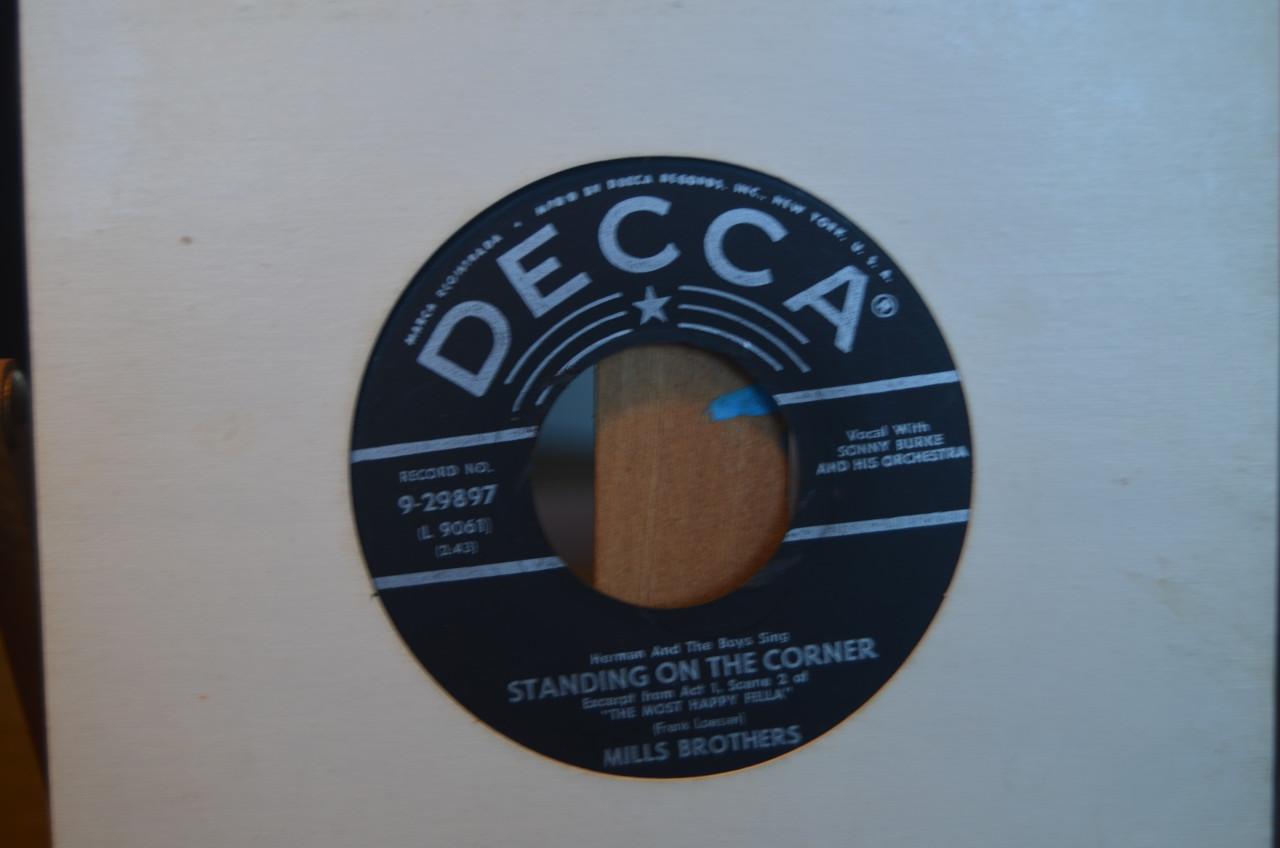 MARCA REGISTRADA • MF'D BY DECCA RECORDS, INC., NEW YORK, U. S. A.
DECCA®
RECORD NO.
9-29897
(L 9061)
(2:43)
Vocal With
SONNY BURKE
AND HIS ORCHESTRA
Herman And The Boys Sing
STANDING ON THE CORNER
Excerpt from Act 1, Scene 2 of
"THE MOST HAPPY FELLA"
(Frank Loesser)
MILLS BROTHERS